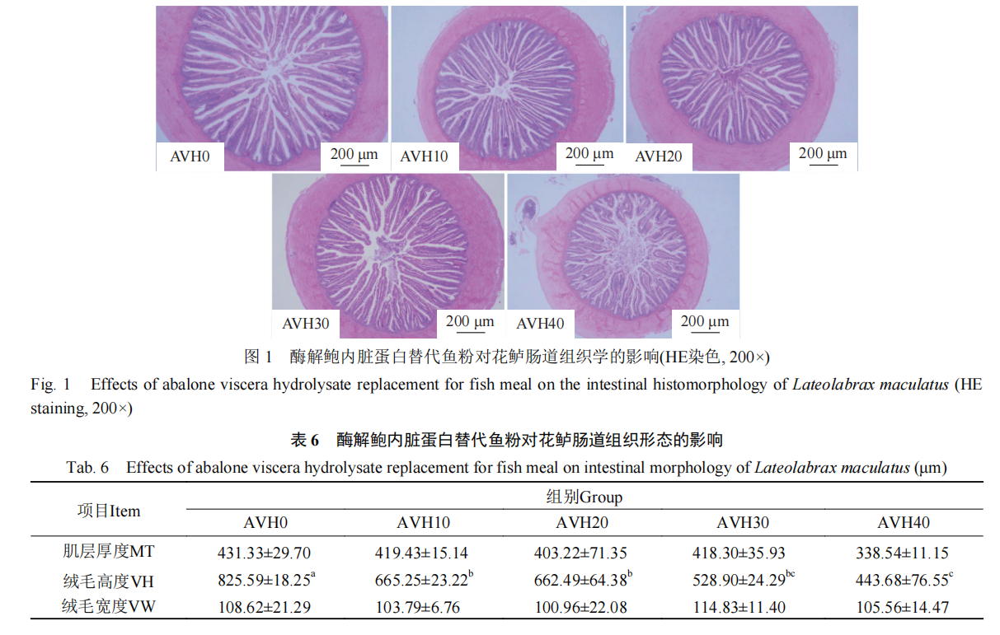 AVH0 200 μm AVH10 200 μm AVH20 200 μm
AVH30 200 μm AVH40 200 μm
图 1 酶解鲍内脏蛋白替代鱼粉对花鲈肠道组织学的影响(HE染色, 200×)
Fig. 1 Effects of abalone viscera hydrolysate replacement for fish meal on the intestinal histomorphology of Lateolabrax maculatus (HE
staining, 200×)
表 6 酶解鲍内脏蛋白替代鱼粉对花鲈肠道组织形态的影响
Tab. 6 Effects of abalone viscera hydrolysate replacement for fish meal on intestinal morphology of Lateolabrax maculatus (μm)
项目Item 组别Group
AVH0 AVH10 AVH20 AVH30 AVH40
肌层厚度MT 431.33±29.70 419.43±15.14 403.22±71.35 418.30±35.93 338.54±11.15
绒毛高度VH 825.59±18.25a 665.25±23.22b 662.49±64.38b 528.90±24.29bc 443.68±76.55c
绒毛宽度VW 108.62±21.29 103.79±6.76 100.96±22.08 114.83±11.40 105.56±14.47